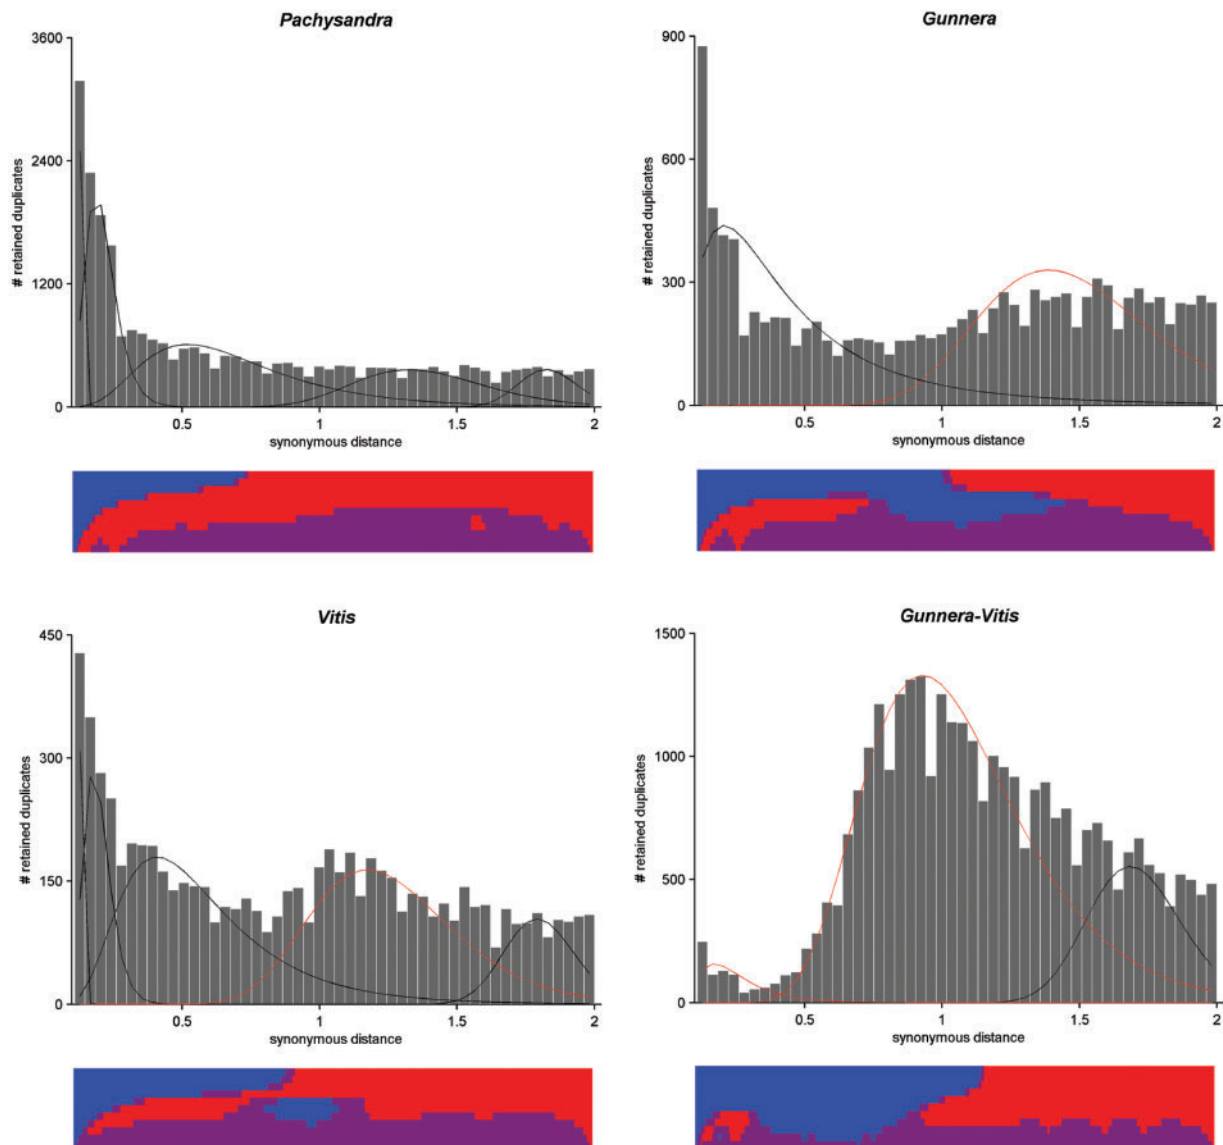 Pachysandra
3600
2400
1200
0
# retained duplicates
0.5
1
1.5
2
synonymous distance
Gunnera
900
600
300
0
# retained duplicates
0.5
1
1.5
2
synonymous distance
Vitis
450
300
150
0
# retained duplicates
0.5
1
1.5
2
synonymous distance
Gunnera-Vitis
1500
1000
500
0
# retained duplicates
0.5
1
1.5
2
synonymous distance